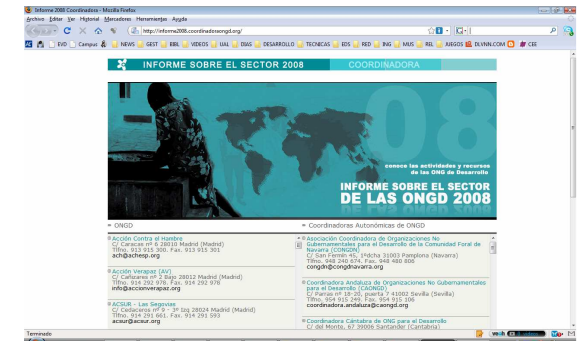 Informe 2008 Coordinadora - Mozilla Firefox
Archivo Editar Ver Historial Marcadores Herramientas Ayuda
http://informe2008.coordinadoraongd.org/
EVD Campus NEWS GEST BIBL VIDEOS UAL DIAS DESARROLLO TECNICAS EDS RED ING MUS REL JUEGOS DLVNN.COM CEE
INFORME SOBRE EL SECTOR 2008 COORDINADORA
08
conoce las actividades y recursos
de las ONG de Desarrollo
INFORME SOBRE EL SECTOR
DE LAS ONGD 2008
ONGD
Acción Contra el Hambre
C/ Caracas nº 6 28010 Madrid (Madrid)
Tlfno. 913 915 300. Fax. 913 915 301
ach@achesp.org
Acción Verapaz (AV)
C/ Cañizares nº 2 Bajo 28012 Madrid (Madrid)
Tlfno. 914 292 978. Fax. 914 292 978
info@accionverapaz.org
ACSUR - Las Segovias
C/ Cedaceros nº 9 - 3º Izq 28024 Madrid (Madrid)
Tlfno. 914 291 661. Fax. 914 291 593
acsur@acsur.org
Coordinadoras Autonómicas de ONGD
Asociación Coordinadora de Organizaciones No
Gubernamentales para el Desarrollo de la Comunidad Foral de
Navarra (CONGDN)
C/ San Fermín 45, 1ºdcha 31003 Pamplona (Navarra)
Tlfno. 948 240 674. Fax. 948 480 806
congdn@congdnavarra.org
Coordinadora Andaluza de Organizaciones No Gubernamentales
para el Desarrollo (CAONGD)
C/ Parras nº 18-20, puerta 7 41002 Sevilla (Sevilla)
Tlfno. 954 915 249. Fax. 954 915 106
coordinadora.andaluza@caongd.org
Coordinadora Cántabra de ONG para el Desarrollo
C/ del Monte, 67 39006 Santander (Cantabria)
Terminado